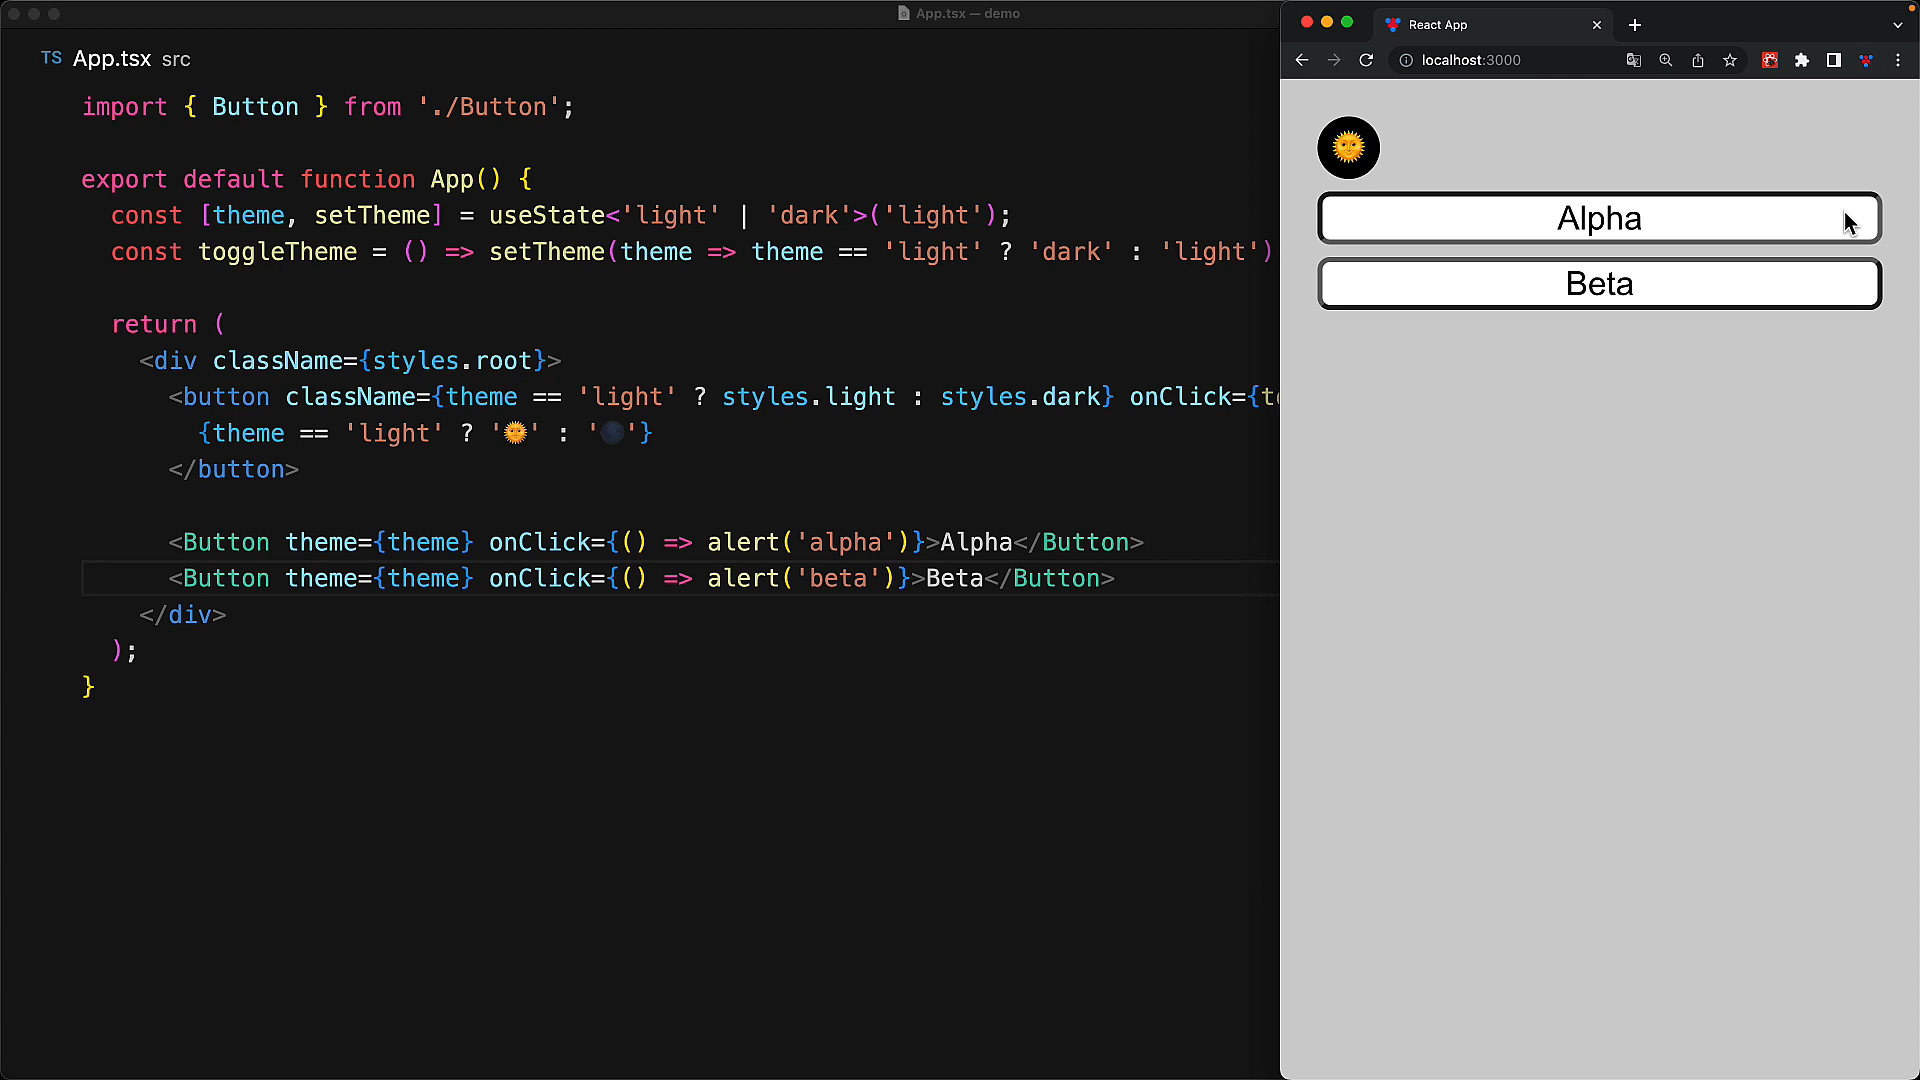 App.tsx — demo
TS App.tsx src
import { Button } from './Button';
export default function App() {
const [theme, setTheme] = useState<'light' | 'dark'>('light');
const toggleTheme = () => setTheme(theme => theme == 'light' ? 'dark' : 'light')
return (
<div className={styles.root}>
<button className={theme == 'light' ? styles.light : styles.dark} onClick={to
{theme == 'light' ? '🌞' : '🌑'}
</button>
<Button theme={theme} onClick={() => alert('alpha')}>Alpha</Button>
<Button theme={theme} onClick={() => alert('beta')}>Beta</Button>
</div>
);
}
React App
localhost:3000
Alpha
Beta